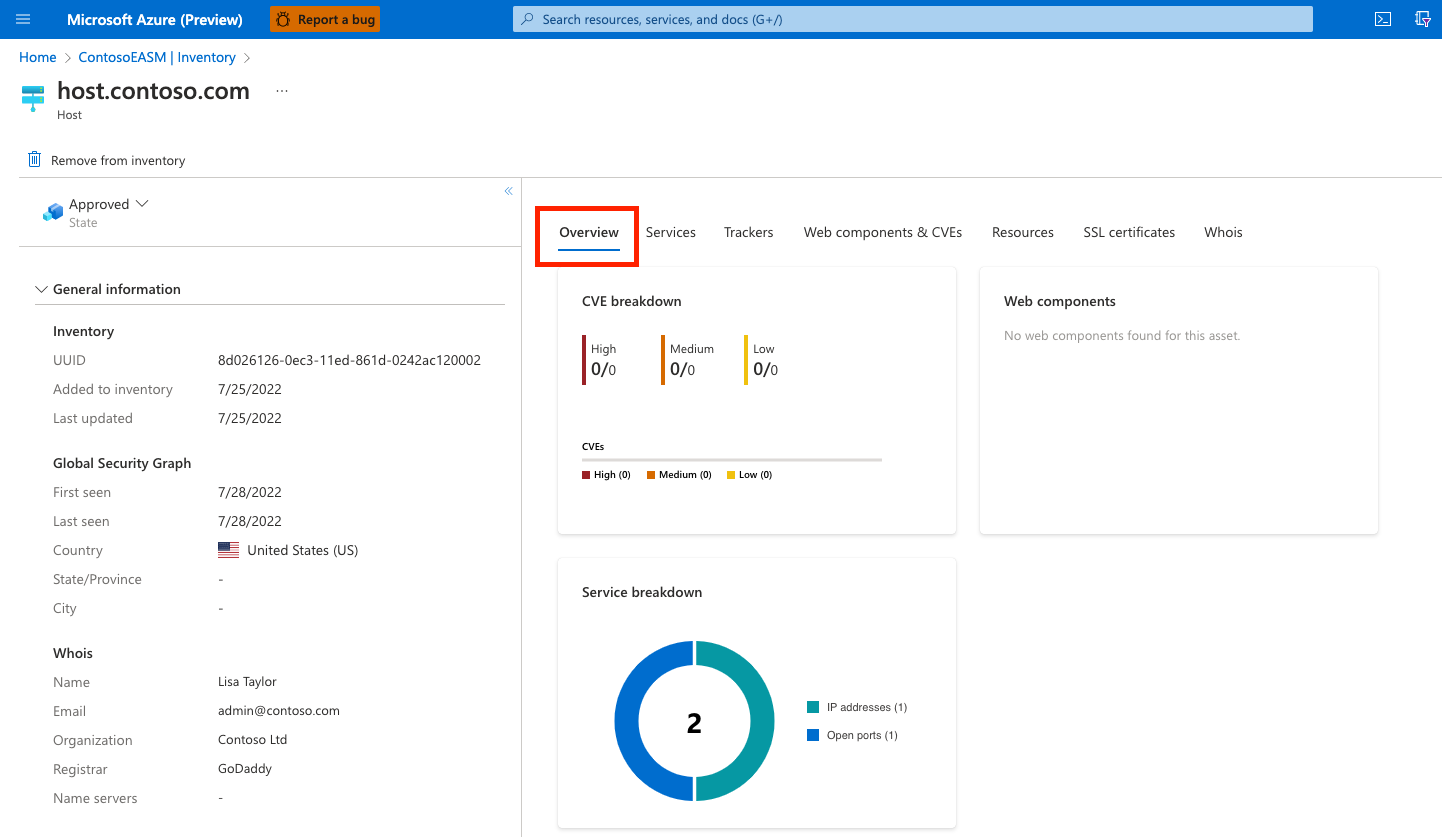 Microsoft Azure (Preview)
Report a bug
Search resources, services, and docs (G+/)
Home > ContosoEASM | Inventory >
host.contoso.com ...
Host
Remove from inventory
Approved
State
General information
Inventory
UUID 8d026126-0ec3-11ed-861d-0242ac120002
Added to inventory 7/25/2022
Last updated 7/25/2022
Global Security Graph
First seen 7/28/2022
Last seen 7/28/2022
Country United States (US)
State/Province -
City -
Whois
Name Lisa Taylor
Email admin@contoso.com
Organization Contoso Ltd
Registrar GoDaddy
Name servers -
Overview Services Trackers Web components & CVEs Resources SSL certificates Whois
CVE breakdown
High Medium Low
0/0 0/0 0/0
CVEs
High (0) Medium (0) Low (0)
Web components
No web components found for this asset.
Service breakdown
2
IP addresses (1)
Open ports (1)